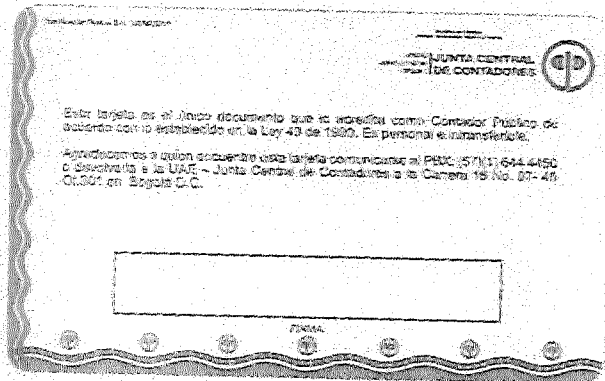 JUNTA CENTRAL
DE CONTADORES
Esta tarjeta es el único documento que lo acredita como Contador Público de
acuerdo con lo establecido en la Ley 43 de 1990. Es personal e intransferible.
Agradecemos a quien encuentre esta tarjeta comunicarse al PBX: (57)(1) 644 4450
o devolverla a la UAE - Junta Central de Contadores a la Carrera 16 No. 97- 46
Of. 301 en Bogotá D.C.
FIRMA